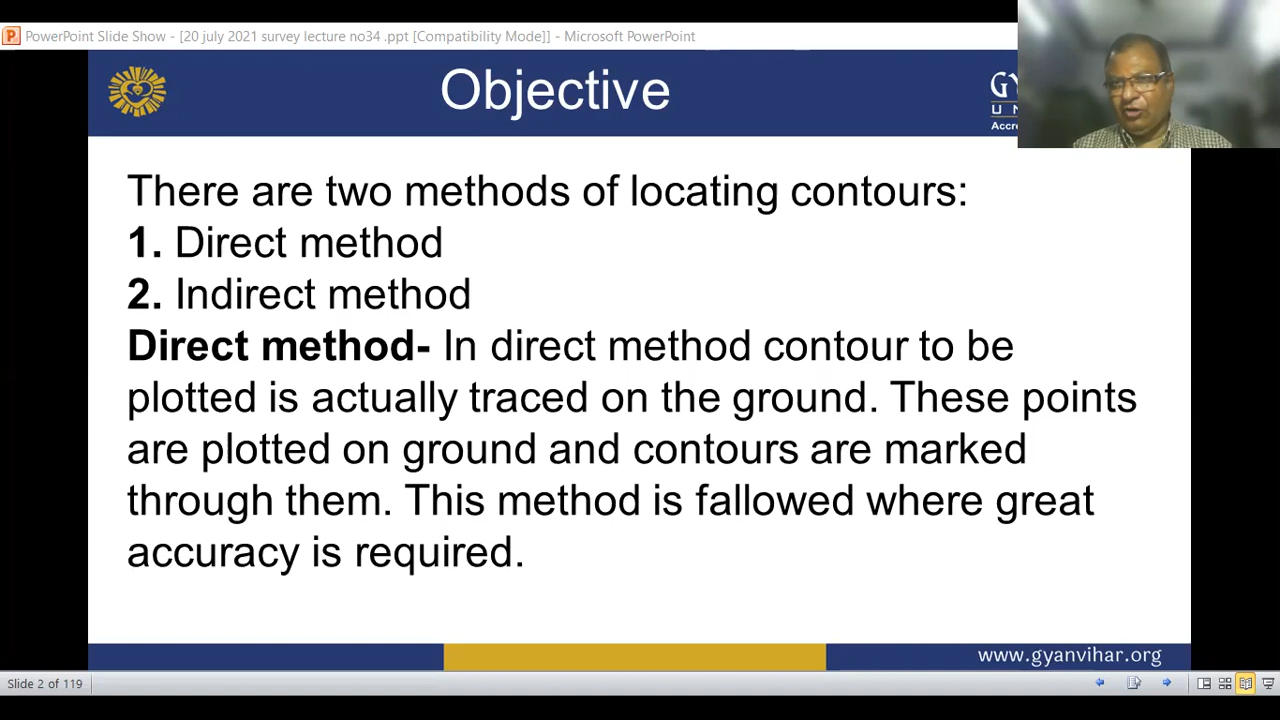 PowerPoint Slide Show - [20 july 2021 survey lecture no34 .ppt [Compatibility Mode]] - Microsoft PowerPoint
Objective
GY
U N
Accre
There are two methods of locating contours:
1. Direct method
2. Indirect method
Direct method- In direct method contour to be
plotted is actually traced on the ground. These points
are plotted on ground and contours are marked
through them. This method is fallowed where great
accuracy is required.
www.gyanvihar.org
Slide 2 of 119